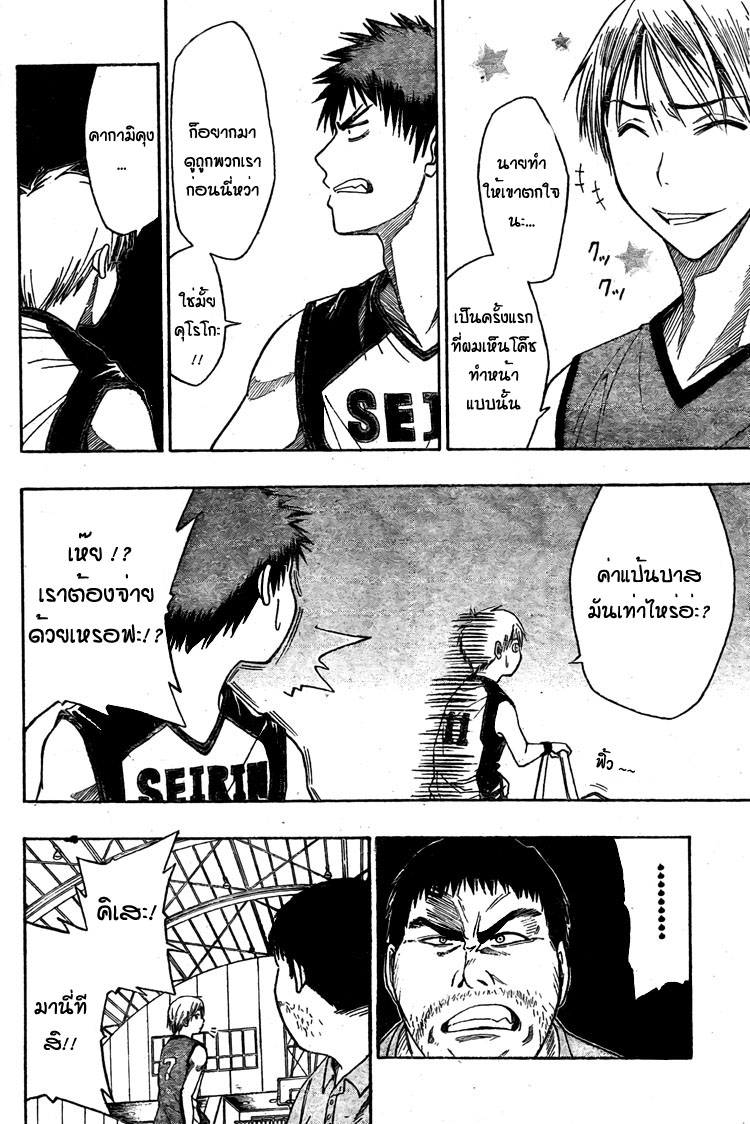 นายทำ
ให้เขาตกใจ
นะ...
เป็นครั้งแรก
ที่ผมเห็นโค็ช
ทำหน้า
แบบนั้น
クッ
クッ
ก็อยากมา
ดูถูกพวกเรา
ก่อนนี่หว่า
ใช่มั้ย
คุโรโกะ
!!
SEI
คากามิคุง
...
ค่าแป้นบาส
มันเท่าไหร่อ่ะ?
11
ฟิ้ว ~~
เห๊ย !?
เราต้องจ่าย
ด้วยเหรอฟะ!?
SEIRIN
.........
คิเสะ!
มานี่ที
สิ!!
7